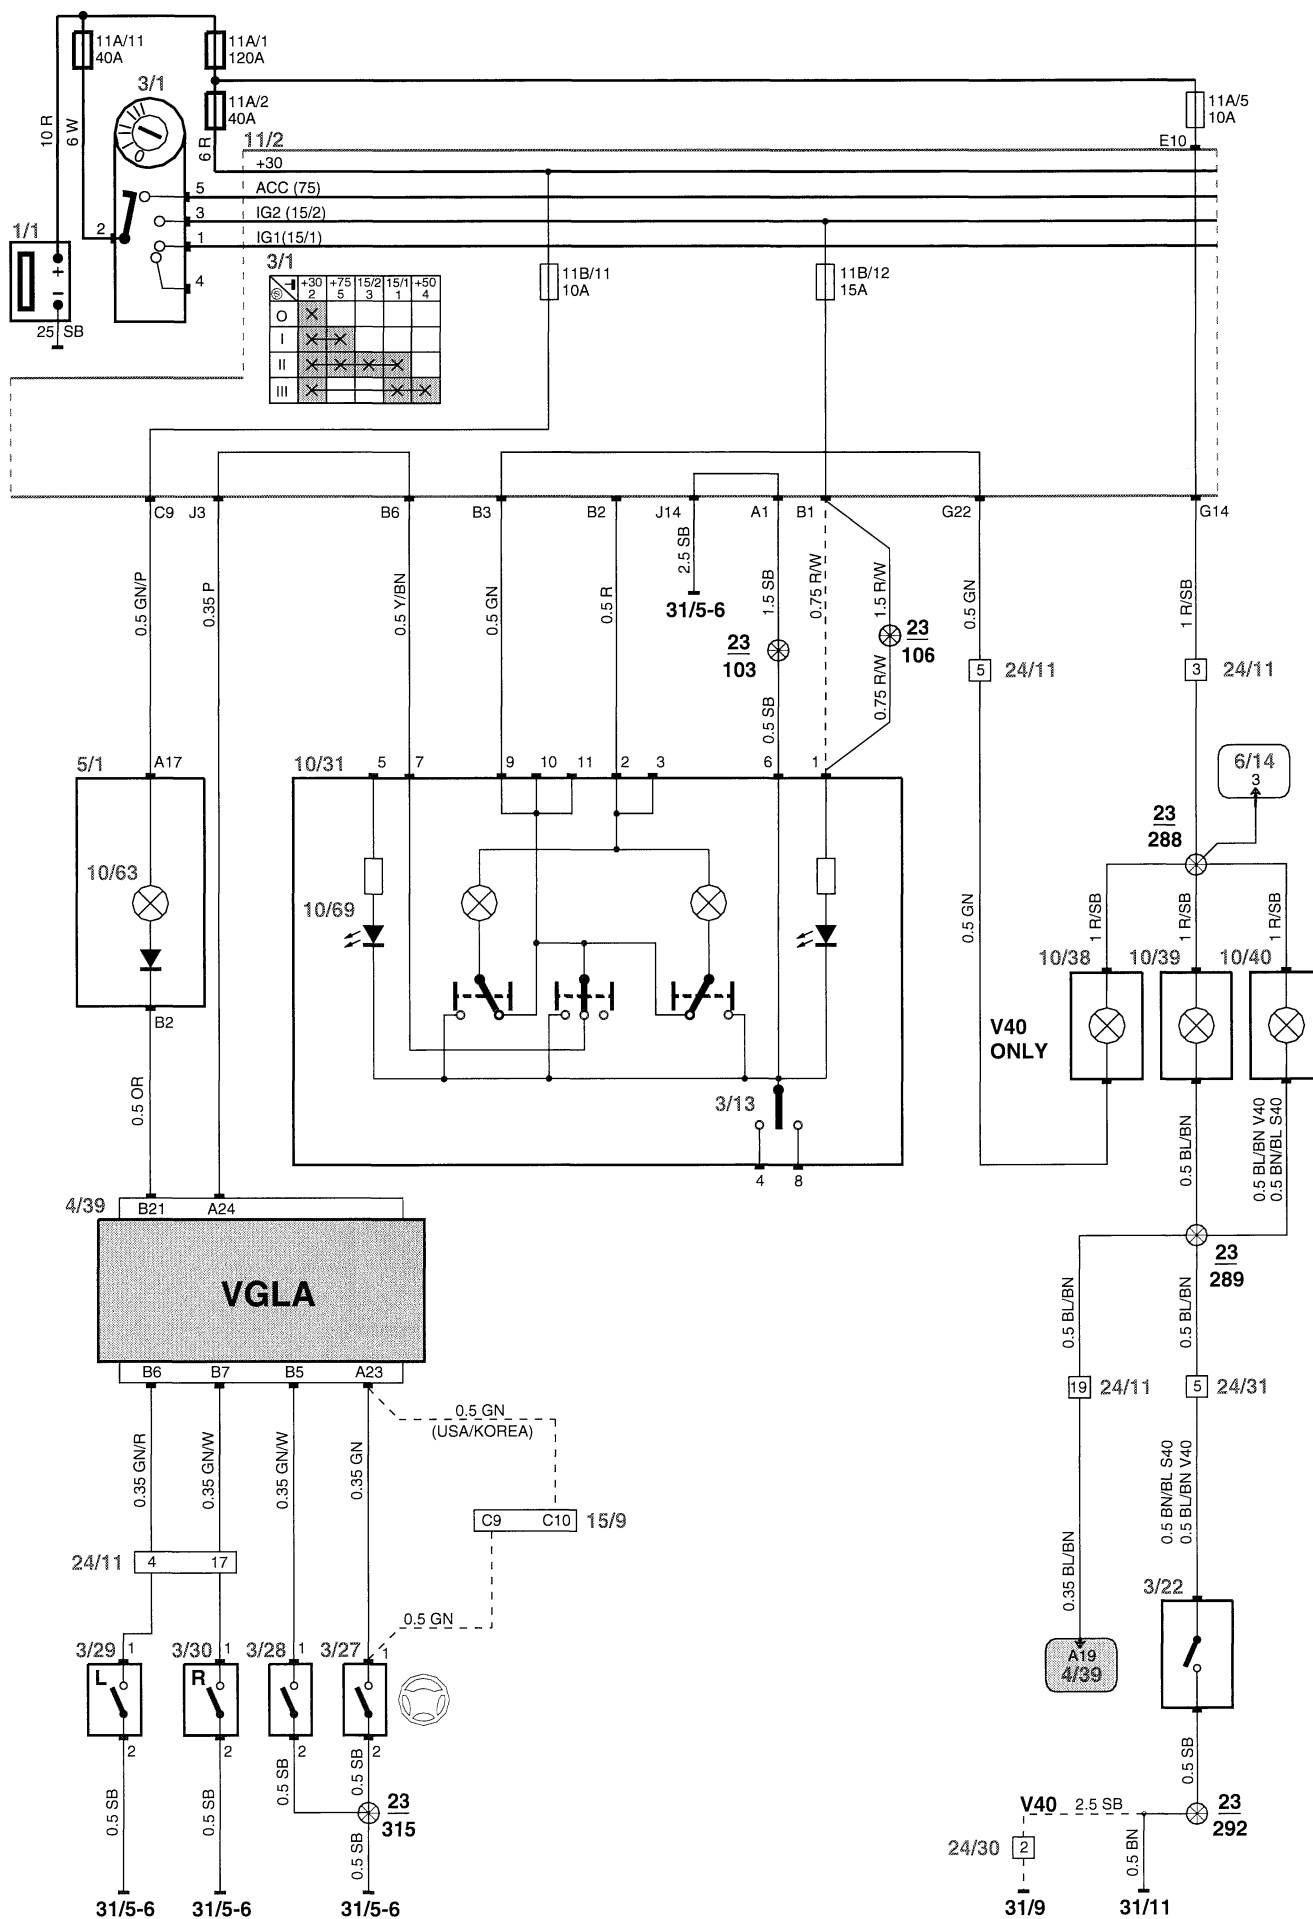 11A/11
40A
11A/1
120A
3/1
11A/2
40A
11A/5
10A
10 R
6 W
6 R
11/2
E10
+30
5
ACC (75)
3
IG2 (15/2)
2
1
IG1(15/1)
1/1
+
−
4
25 SB
3/1
+30 +75 15/2 15/1 +50
2 5 3 1 4
O
I
II
III
11B/11
10A
11B/12
15A
C9 J3 B6 B3 B2 J14 A1 B1 G22 G14
0.5 GN/P
0.35 P
0.5 Y/BN
0.5 GN
0.5 R
2.5 SB
31/5-6
1.5 SB
0.75 R/W
1.5 R/W
0.5 GN
1 R/SB
23
103
23
106
5 24/11
3 24/11
0.5 SB
0.75 R/W
5/1 A17
10/31 5 7 9 10 11 2 3 6 1
6/14
3
23
288
10/63
10/69
0.5 GN
1 R/SB
1 R/SB
1 R/SB
10/38 10/39 10/40
V40
ONLY
B2
0.5 OR
3/13
4 8
0.5 BL/BN
0.5 BL/BN V40
0.5 BN/BL S40
4/39 B21 A24
VGLA
B6 B7 B5 A23
23
289
0.5 BL/BN
0.5 BL/BN
19 24/11
5 24/31
0.5 GN
(USA/KOREA)
0.35 GN/R
0.35 GN/W
0.35 GN/W
0.35 GN
C9 C10 15/9
0.5 BN/BL S40
0.5 BL/BN V40
24/11 4 17
0.35 BL/BN
3/22
0.5 GN
3/29 1 3/30 1 3/28 1 3/27 1
L R
A19
4/39
2 2 2 2
0.5 SB
0.5 SB
0.5 SB
0.5 SB
0.5 SB
23
315
0.5 SB
V40 2.5 SB
23
292
24/30 2
0.5 BN
31/5-6 31/5-6 31/5-6 31/9 31/11